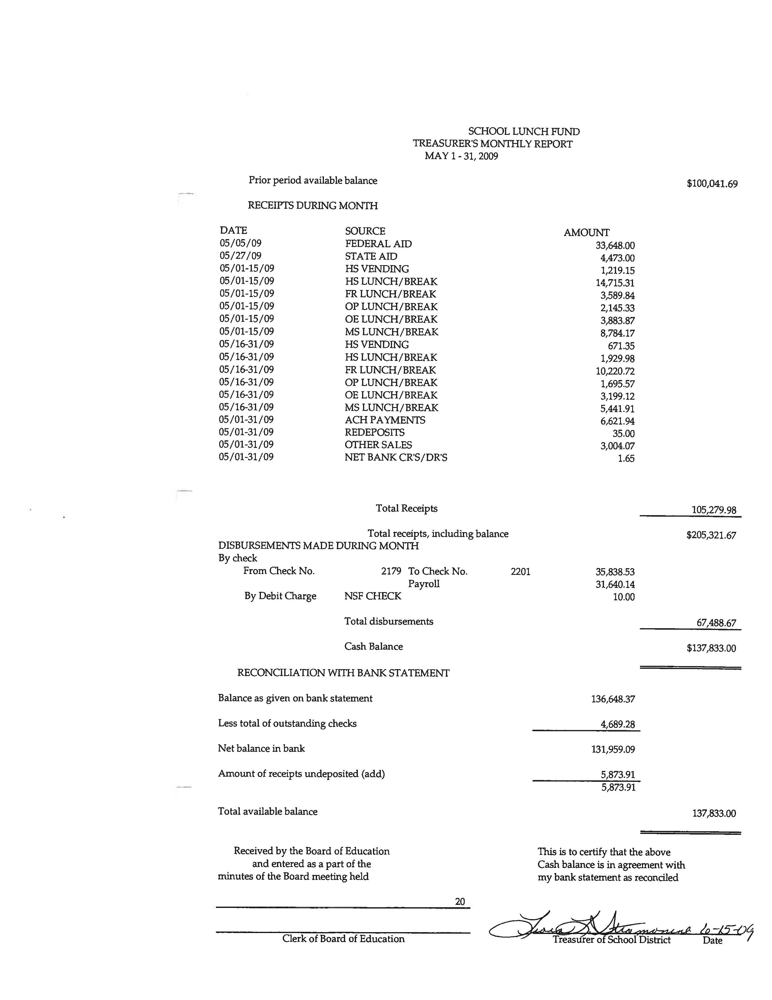 SCHOOL LUNCH FUND
TREASURER'S MONTHLY REPORT
MAY 1 - 31, 2009
Prior period available balance $100,041.69
RECEIPTS DURING MONTH
DATE SOURCE AMOUNT
05/05/09 FEDERAL AID 33,648.00
05/27/09 STATE AID 4,473.00
05/01-15/09 HS VENDING 1,219.15
05/01-15/09 HS LUNCH/BREAK 14,715.31
05/01-15/09 FR LUNCH/BREAK 3,589.84
05/01-15/09 OP LUNCH/BREAK 2,145.33
05/01-15/09 OE LUNCH/BREAK 3,883.87
05/01-15/09 MS LUNCH/BREAK 8,784.17
05/16-31/09 HS VENDING 671.35
05/16-31/09 HS LUNCH/BREAK 1,929.98
05/16-31/09 FR LUNCH/BREAK 10,220.72
05/16-31/09 OP LUNCH/BREAK 1,695.57
05/16-31/09 OE LUNCH/BREAK 3,199.12
05/16-31/09 MS LUNCH/BREAK 5,441.91
05/01-31/09 ACH PAYMENTS 6,621.94
05/01-31/09 REDEPOSITS 35.00
05/01-31/09 OTHER SALES 3,004.07
05/01-31/09 NET BANK CR'S/DR'S 1.65
Total Receipts 105,279.98
Total receipts, including balance $205,321.67
DISBURSEMENTS MADE DURING MONTH
By check
From Check No. 2179 To Check No. 2201 35,838.53
Payroll 31,640.14
By Debit Charge NSF CHECK 10.00
Total disbursements 67,488.67
Cash Balance $137,833.00
RECONCILIATION WITH BANK STATEMENT
Balance as given on bank statement 136,648.37
Less total of outstanding checks 4,689.28
Net balance in bank 131,959.09
Amount of receipts undeposited (add) 5,873.91
5,873.91
Total available balance 137,833.00
Received by the Board of Education This is to certify that the above
and entered as a part of the Cash balance is in agreement with
minutes of the Board meeting held my bank statement as reconciled
20
6-15-09
Clerk of Board of Education Treasurer of School District Date